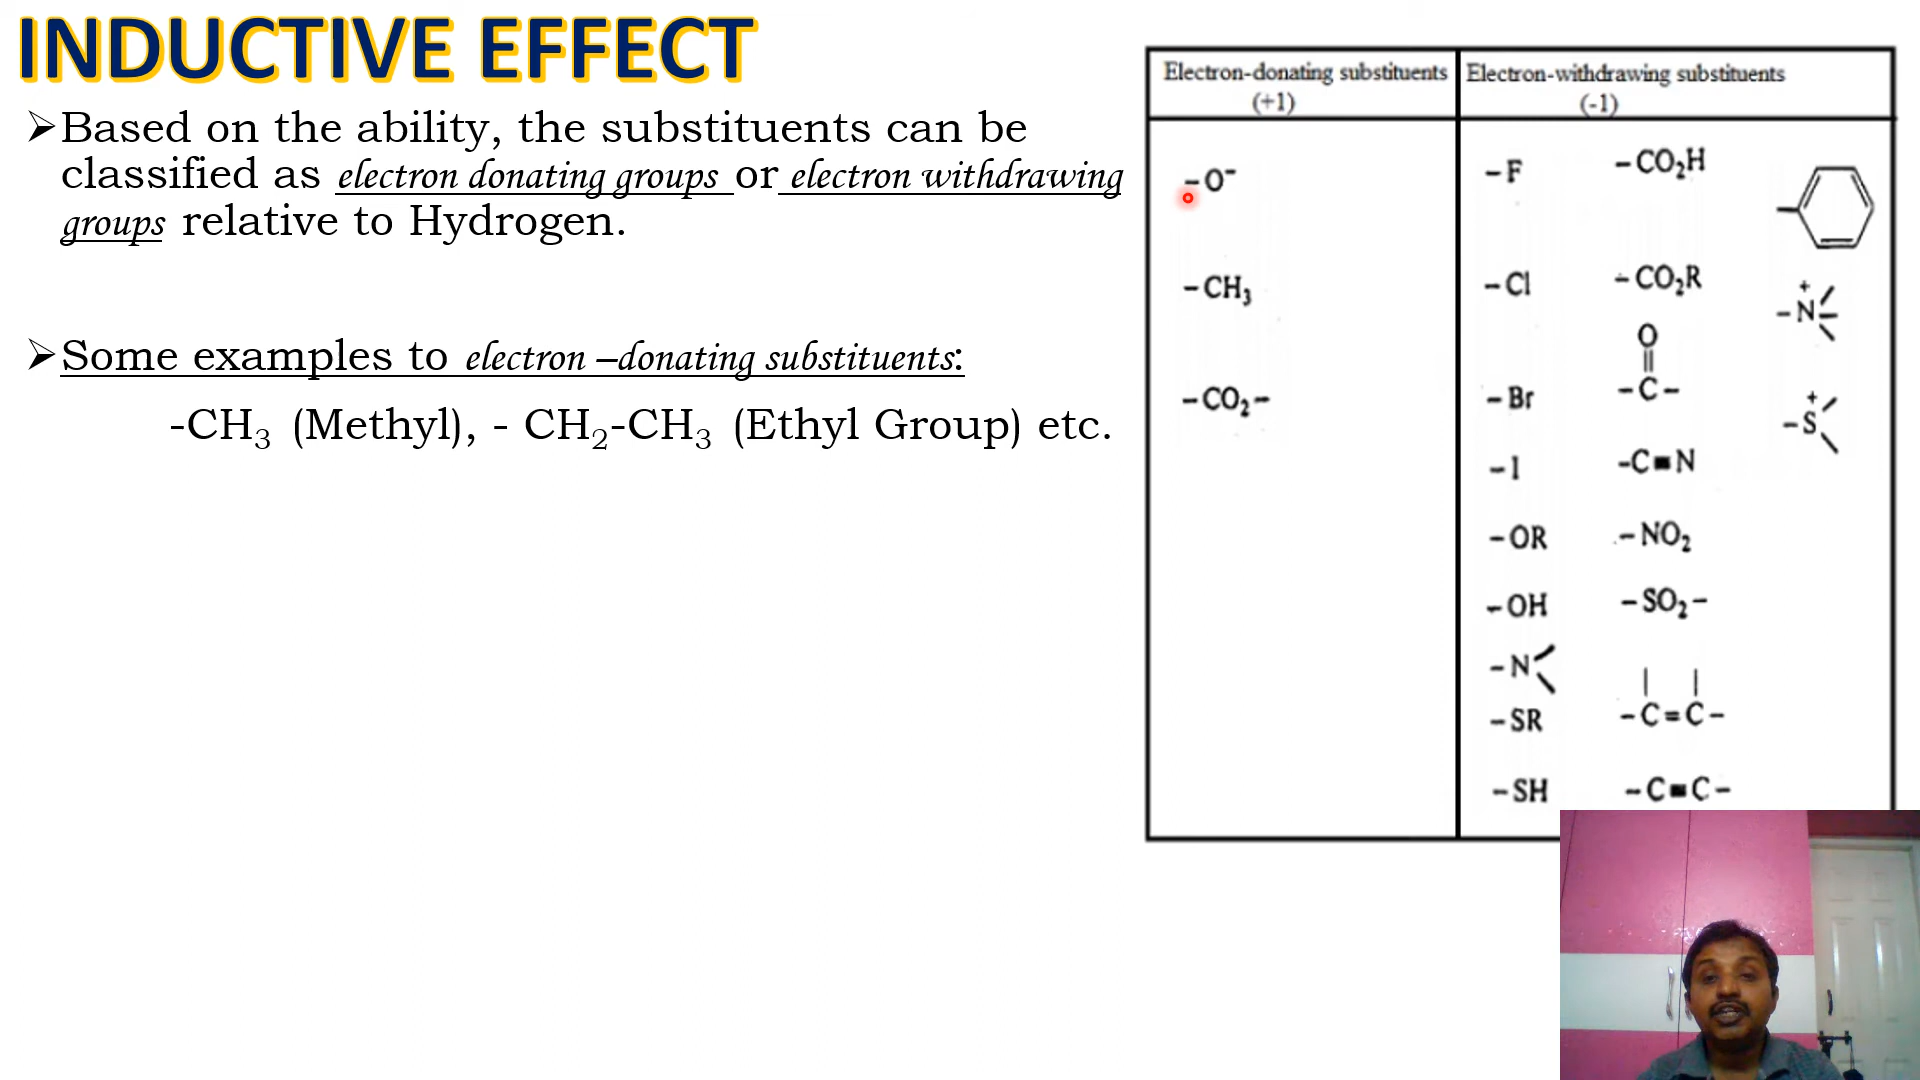 INDUCTIVE EFFECT
➢Based on the ability, the substituents can be
classified as electron donating groups or electron withdrawing
groups relative to Hydrogen.
➢Some examples to electron –donating substituents:
-CH₃ (Methyl), - CH₂-CH₃ (Ethyl Group) etc.
Electron-donating substituents
(+1)
–O⁻
–CH₃
–CO₂–
Electron-withdrawing substituents
(-1)
–F
–Cl
–Br
–I
–OR
–OH
–N
–SR
–SH
–CO₂H
–CO₂R
O
||
–C–
–C≡N
–NO₂
–SO₂–
–C=C–
–C≡C–
+
–N
+
–S